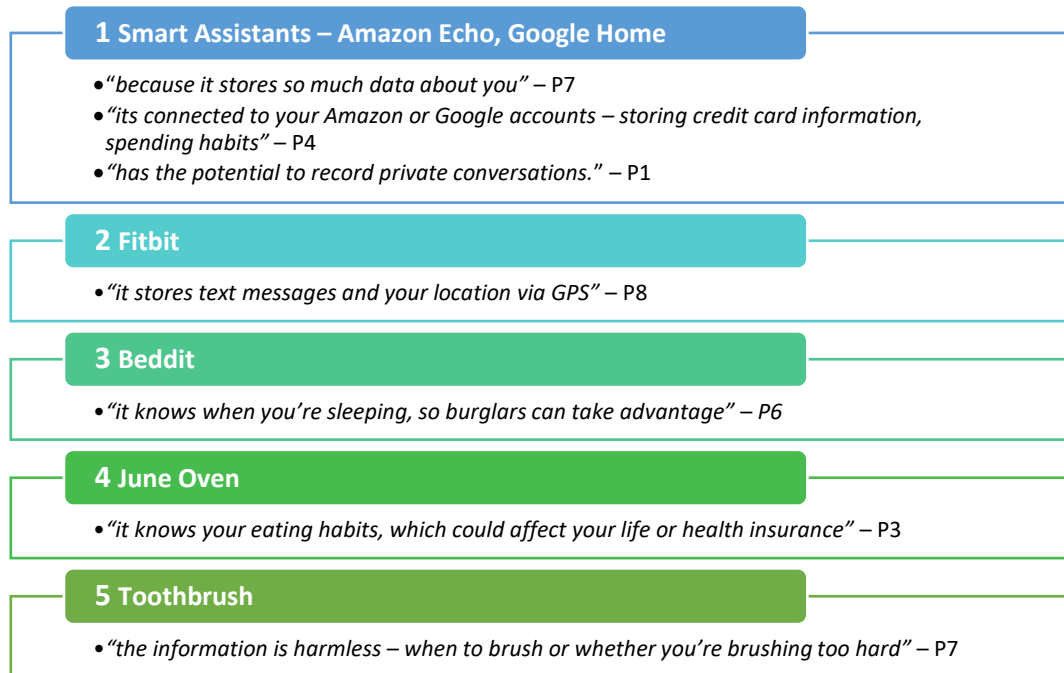 1 Smart Assistants – Amazon Echo, Google Home
•“because it stores so much data about you” – P7
•“its connected to your Amazon or Google accounts – storing credit card information,
spending habits” – P4
•“has the potential to record private conversations.” – P1
2 Fitbit
•“it stores text messages and your location via GPS” – P8
3 Beddit
•“it knows when you’re sleeping, so burglars can take advantage” – P6
4 June Oven
•“it knows your eating habits, which could affect your life or health insurance” – P3
5 Toothbrush
•“the information is harmless – when to brush or whether you’re brushing too hard” – P7